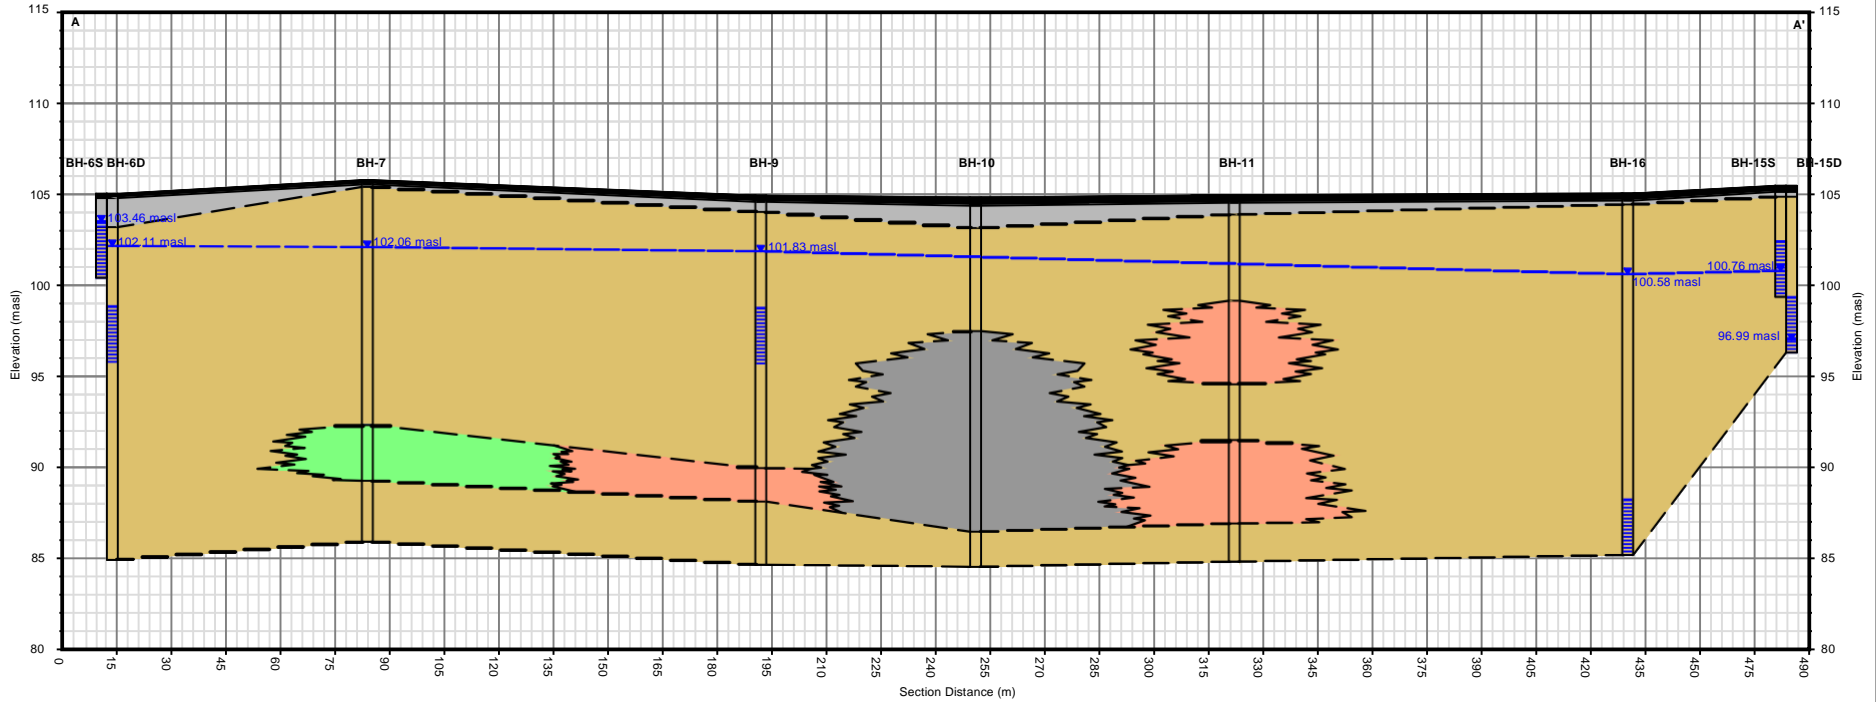 115
A
A'
115
110
110
BH-6S BH-6D
BH-7
BH-9
BH-10
BH-11
BH-16
BH-15S
BH-15D
105
105
103.46 masl
102.11 masl
102.06 masl
101.83 masl
100.76 masl
100.58 masl
100
100
96.99 masl
95
95
90
90
85
85
80
80
Elevation (masl)
Elevation (masl)
0 15 30 45 60 75 90 105 120 135 150 165 180 195 210 225 240 255 270 285 300 315 330 345 360 375 390 405 420 435 450 475 490
Section Distance (m)